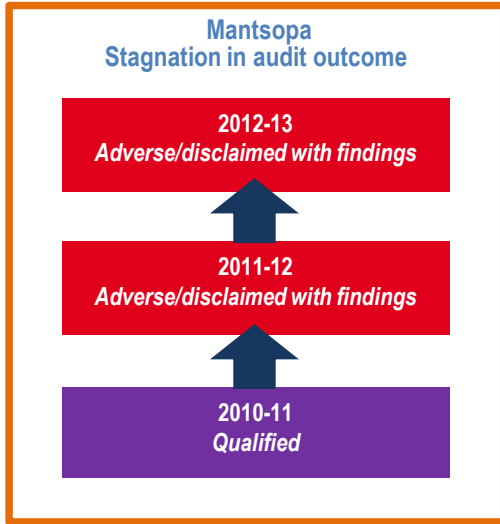 Mantsopa
Stagnation in audit outcome
2012-13
Adverse/disclaimed with findings
2011-12
Adverse/disclaimed with findings
2010-11
Qualified